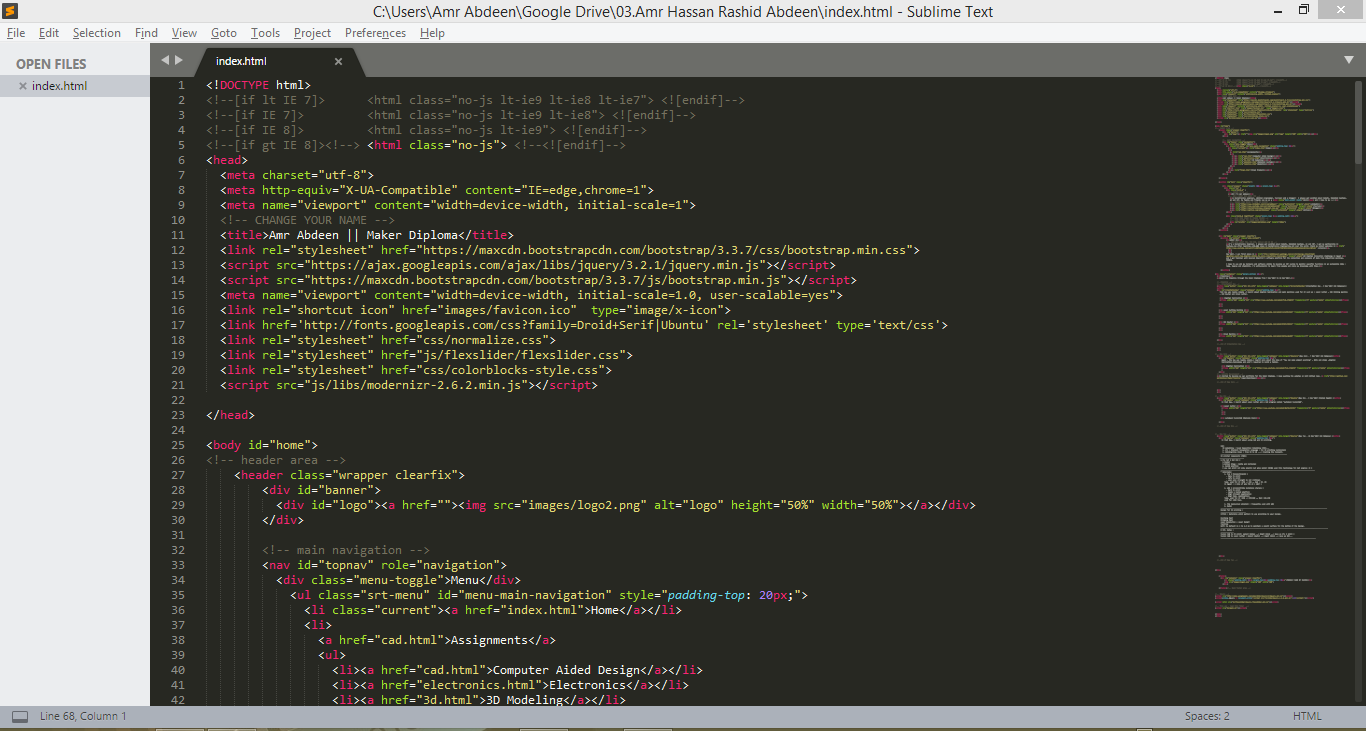 C:\Users\Amr Abdeen\Google Drive\03.Amr Hassan Rashid Abdeen\index.html - Sublime Text
File Edit Selection Find View Goto Tools Project Preferences Help
OPEN FILES
index.html
index.html
1 <!DOCTYPE html>
2 <!--[if lt IE 7]>      <html class="no-js lt-ie9 lt-ie8 lt-ie7"> <![endif]-->
3 <!--[if IE 7]>         <html class="no-js lt-ie9 lt-ie8"> <![endif]-->
4 <!--[if IE 8]>         <html class="no-js lt-ie9"> <![endif]-->
5 <!--[if gt IE 8]><!--> <html class="no-js"> <!--<![endif]-->
6 <head>
7   <meta charset="utf-8">
8   <meta http-equiv="X-UA-Compatible" content="IE=edge,chrome=1">
9   <meta name="viewport" content="width=device-width, initial-scale=1">
10   <!-- CHANGE YOUR NAME -->
11   <title>Amr Abdeen || Maker Diploma</title>
12   <link rel="stylesheet" href="https://maxcdn.bootstrapcdn.com/bootstrap/3.3.7/css/bootstrap.min.css">
13   <script src="https://ajax.googleapis.com/ajax/libs/jquery/3.2.1/jquery.min.js"></script>
14   <script src="https://maxcdn.bootstrapcdn.com/bootstrap/3.3.7/js/bootstrap.min.js"></script>
15   <meta name="viewport" content="width=device-width, initial-scale=1.0, user-scalable=yes">
16   <link rel="shortcut icon" href="images/favicon.ico"  type="image/x-icon">
17   <link href='http://fonts.googleapis.com/css?family=Droid+Serif|Ubuntu' rel='stylesheet' type='text/css'>
18   <link rel="stylesheet" href="css/normalize.css">
19   <link rel="stylesheet" href="js/flexslider/flexslider.css">
20   <link rel="stylesheet" href="css/colorblocks-style.css">
21   <script src="js/libs/modernizr-2.6.2.min.js"></script>
22
23 </head>
24
25 <body id="home">
26 <!-- header area -->
27     <header class="wrapper clearfix">
28         <div id="banner">
29           <div id="logo"><a href=""><img src="images/logo2.png" alt="logo" height="50%" width="50%"></a></div>
30         </div>
31
32         <!-- main navigation -->
33         <nav id="topnav" role="navigation">
34           <div class="menu-toggle">Menu</div>
35             <ul class="srt-menu" id="menu-main-navigation" style="padding-top: 20px;">
36               <li class="current"><a href="index.html">Home</a></li>
37               <li>
38                 <a href="cad.html">Assignments</a>
39                 <ul>
40                   <li><a href="cad.html">Computer Aided Design</a></li>
41                   <li><a href="electronics.html">Electronics</a></li>
42                   <li><a href="3d.html">3D Modeling</a></li>
Line 68, Column 1 Spaces: 2 HTML